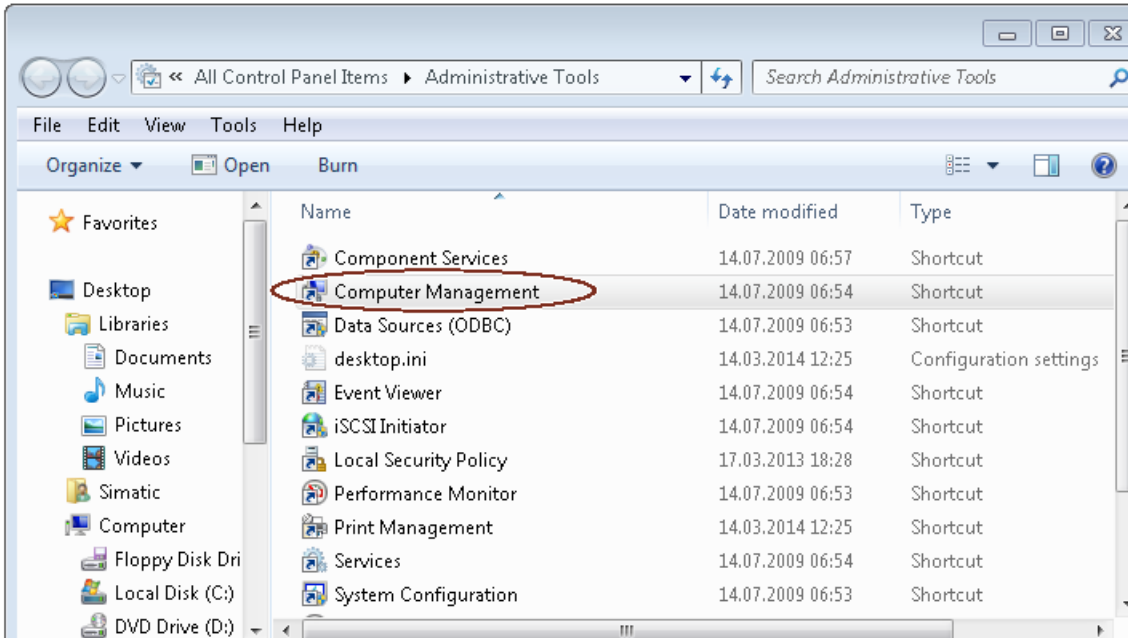 « All Control Panel Items ▸ Administrative Tools Search Administrative Tools
File Edit View Tools Help
Organize Open Burn
Favorites
Desktop
Libraries
Documents
Music
Pictures
Videos
Simatic
Computer
Floppy Disk Dri
Local Disk (C:)
DVD Drive (D:)
Name Date modified Type
Component Services 14.07.2009 06:57 Shortcut
Computer Management 14.07.2009 06:54 Shortcut
Data Sources (ODBC) 14.07.2009 06:53 Shortcut
desktop.ini 14.03.2014 12:25 Configuration settings
Event Viewer 14.07.2009 06:54 Shortcut
iSCSI Initiator 14.07.2009 06:54 Shortcut
Local Security Policy 17.03.2013 18:28 Shortcut
Performance Monitor 14.07.2009 06:53 Shortcut
Print Management 14.03.2014 12:25 Shortcut
Services 14.07.2009 06:54 Shortcut
System Configuration 14.07.2009 06:53 Shortcut